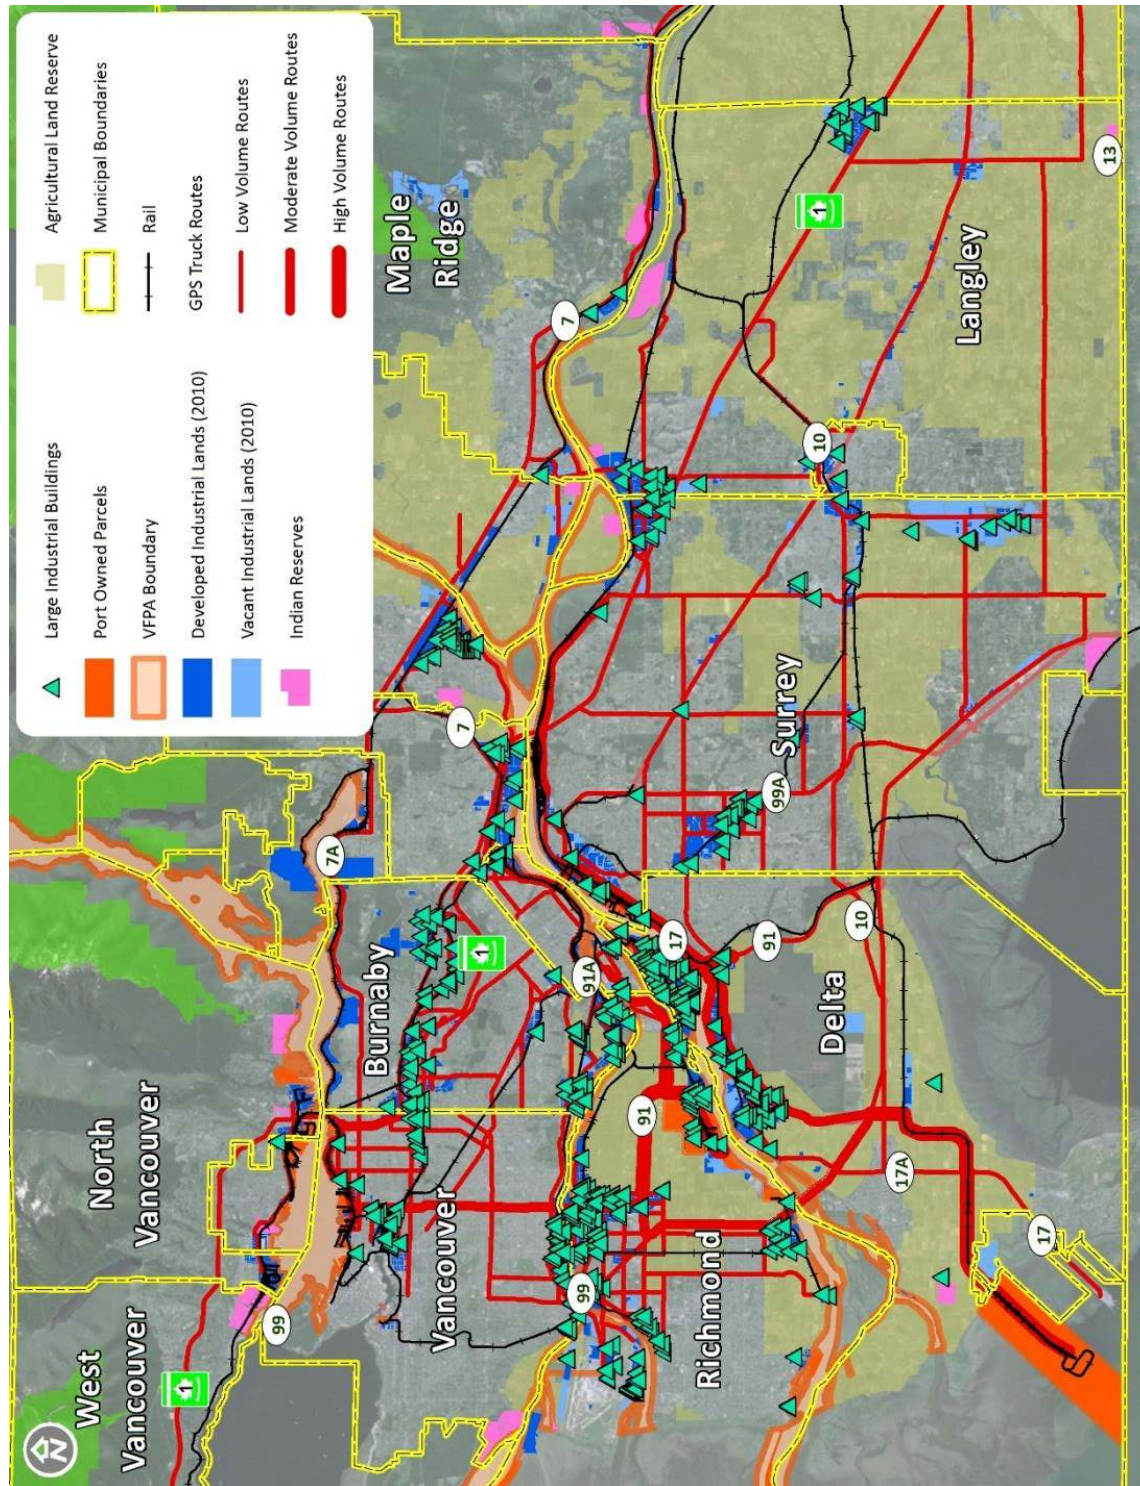 Large Industrial Buildings
Port Owned Parcels
VFPA Boundary
Developed Industrial Lands (2010)
Vacant Industrial Lands (2010)
Indian Reserves
Agricultural Land Reserve
Municipal Boundaries
Rail
GPS Truck Routes
Low Volume Routes
Moderate Volume Routes
High Volume Routes
N
West
Vancouver
North
Vancouver
1
99
7A
Burnaby
1
7
Maple
Ridge
7
Vancouver
99
91A
Richmond
91
17
91
99A
Surrey
10
1
Langley
Delta
10
17A
17
13